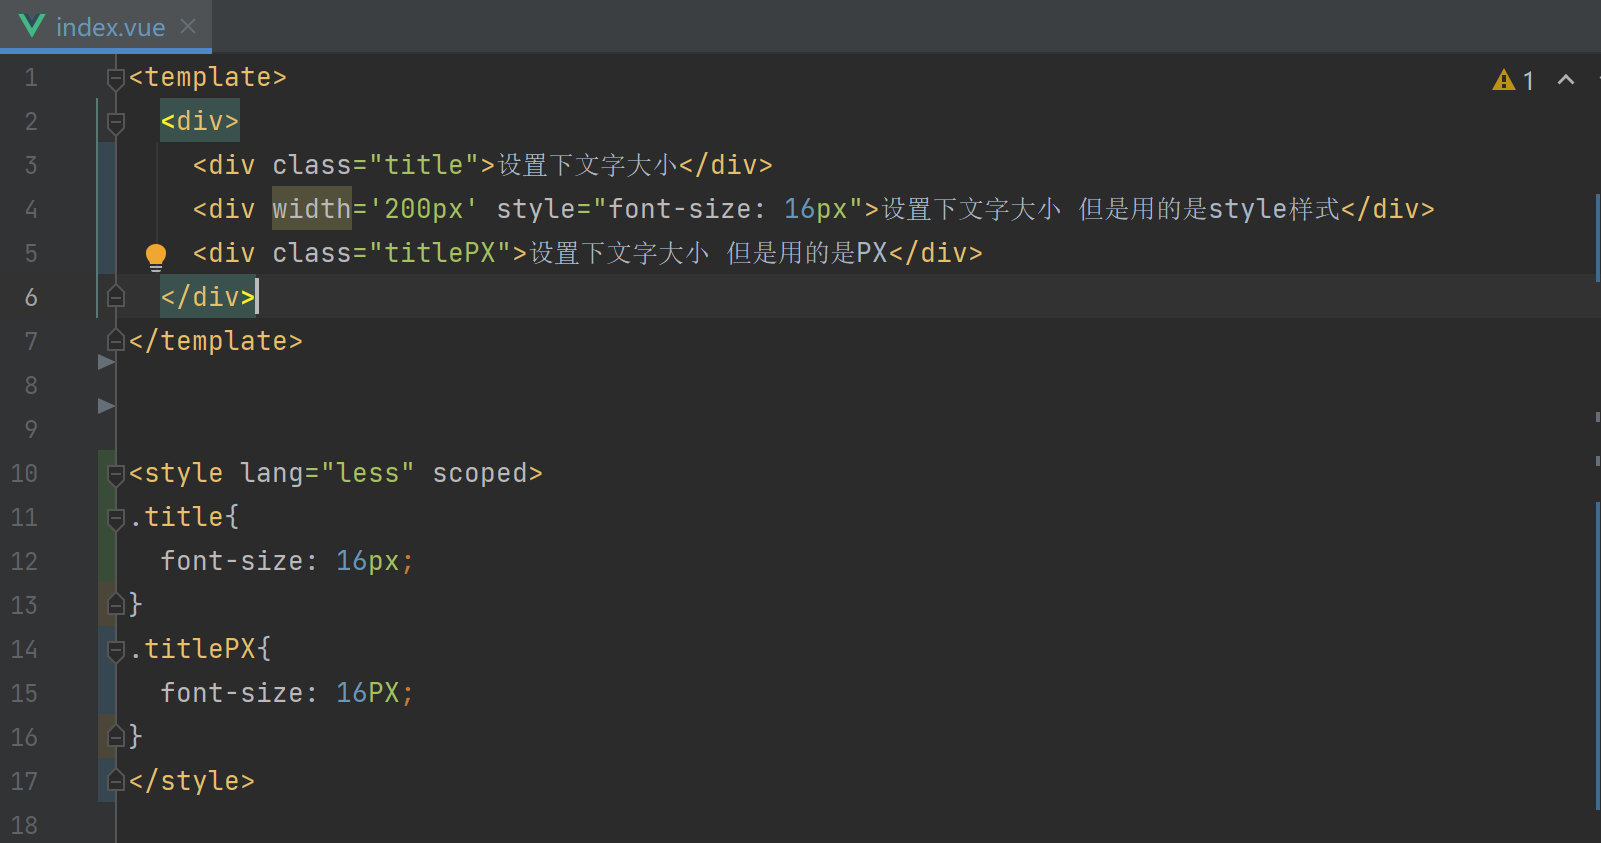 index.vue
1
1 <template>
2 <div>
3 <div class="title">设置下文字大小</div>
4 <div width='200px' style="font-size: 16px">设置下文字大小 但是用的是style样式</div>
5 <div class="titlePX">设置下文字大小 但是用的是PX</div>
6 </div>
7 </template>
8
9
10 <style lang="less" scoped>
11 .title{
12 font-size: 16px;
13 }
14 .titlePX{
15 font-size: 16PX;
16 }
17 </style>
18